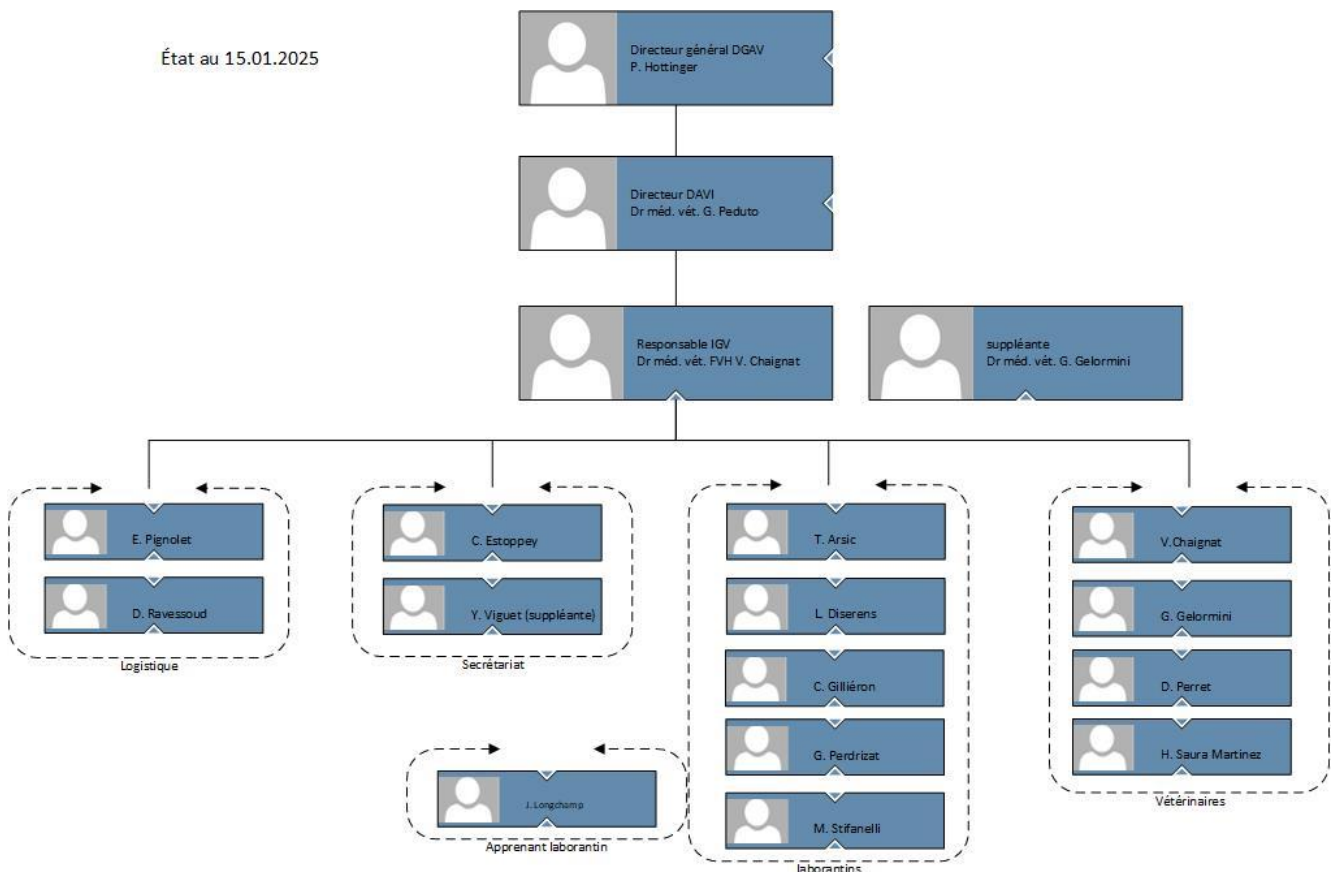 État au 15.01.2025
Directeur général DGAV
P. Hottinger
Directeur DAVI
Dr méd. vét. G. Peduto
Responsable IGV
Dr méd. vét. FVH V. Chaignat
suppléante
Dr méd. vét. G. Gelormini
E. Pignolet
D. Ravessoud
Logistique
C. Estoppey
Y. Viguet (suppléante)
Secrétariat
J. Longchamp
Apprenant laborantin
T. Arsic
L. Diserens
C. Gilliéron
G. Perdrizat
M. Stifanelli
laborantins
V.Chaignat
G. Gelormini
D. Perret
H. Saura Martinez
Vétérinaires